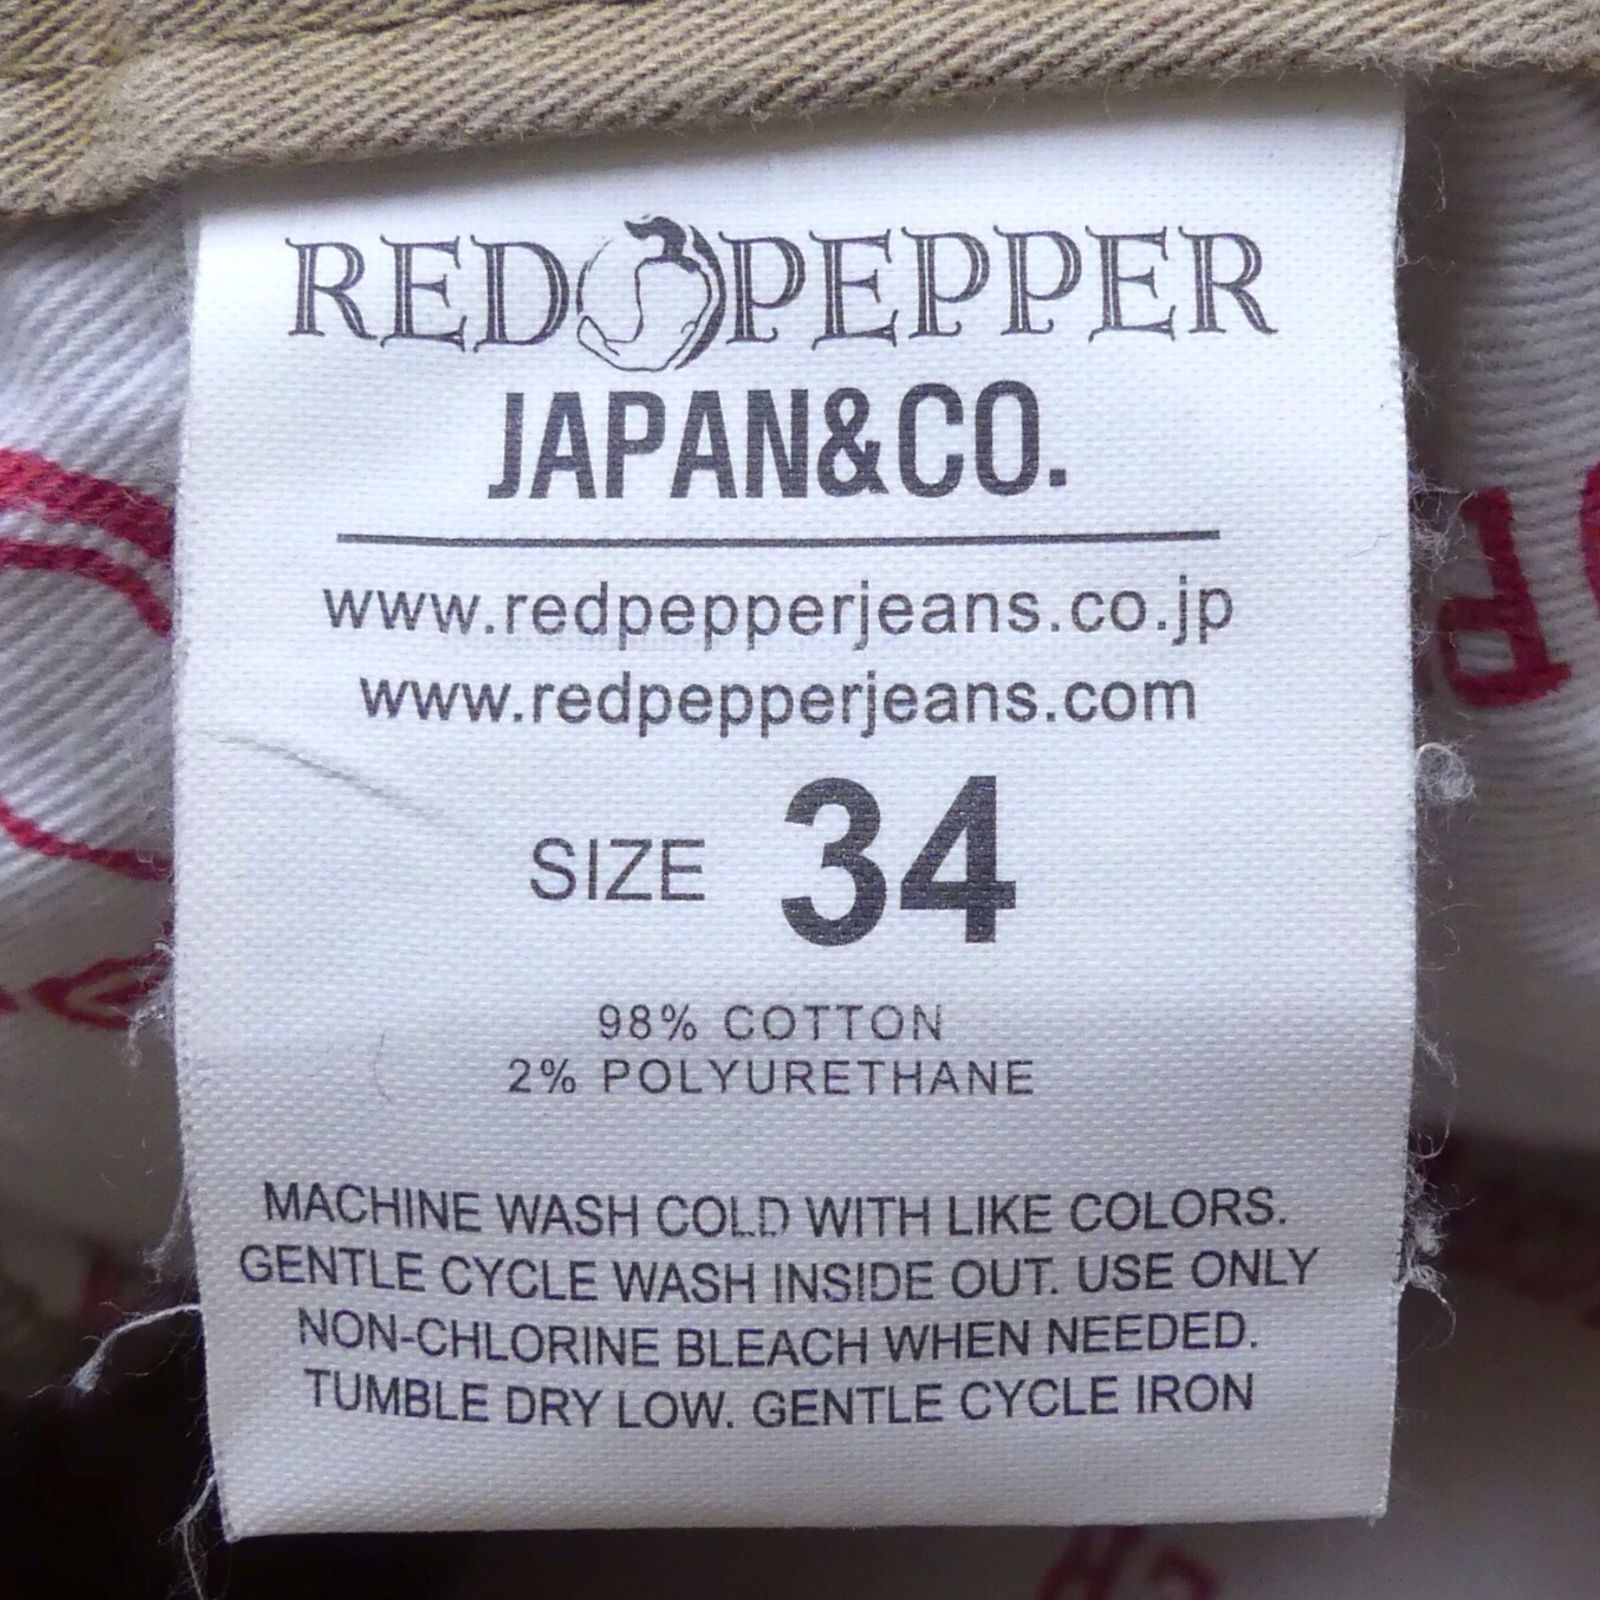 RED PEPPER
JAPAN&CO.
www.redpepperjeans.co.jp
www.redpepperjeans.com
SIZE 34
98% COTTON
2% POLYURETHANE
MACHINE WASH COLD WITH LIKE COLORS.
GENTLE CYCLE WASH INSIDE OUT. USE ONLY
NON-CHLORINE BLEACH WHEN NEEDED.
TUMBLE DRY LOW. GENTLE CYCLE IRON